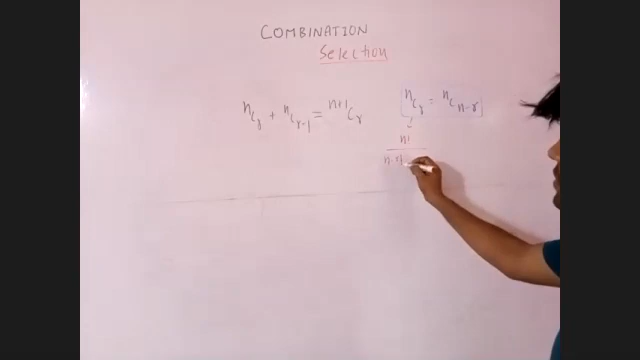 COMBINATION
Selection
ⁿCᵣ + ⁿCᵣ₋₁ = ⁿ⁺¹Cᵣ
ⁿCᵣ = ⁿCₙ₋ᵣ
n!